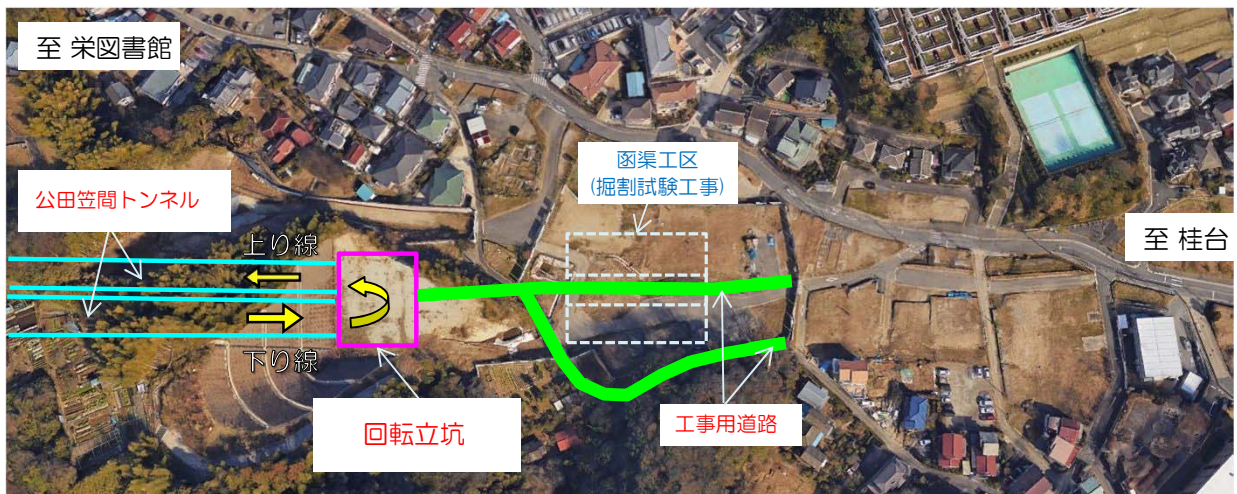 至 栄図書館
函渠工区
(掘割試験工事)
公田笠間トンネル
至 桂台
上り線
下り線
回転立坑
工事用道路